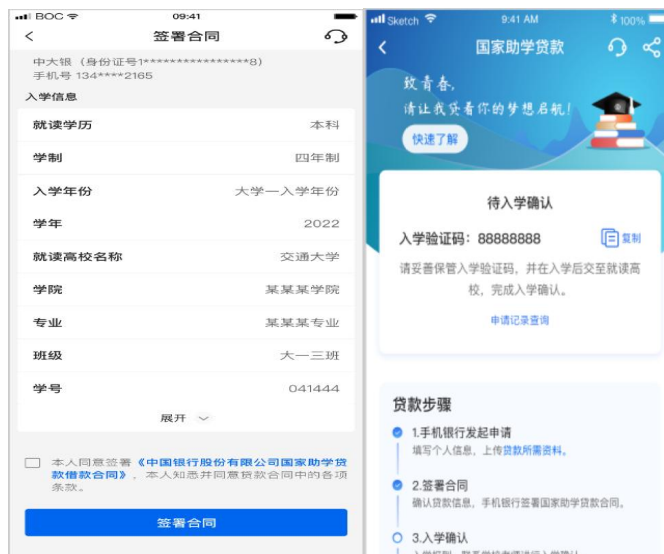 BOC 09:41
签署合同
中大银（身份证号1****************8）
手机号 134****2165
入学信息
就读学历 本科
学制 四年制
入学年份 大学一入学年份
学年 2022
就读高校名称 交通大学
学院 某某某学院
专业 某某某专业
班级 大一三班
学号 041444
展开
本人同意签署《中国银行股份有限公司国家助学贷
款借款合同》，本人知悉并同意贷款合同中的各项
条款。
签署合同
Sketch 9:41 AM 100%
国家助学贷款
致青春，
请让我贷着你的梦想启航！
快速了解
待入学确认
入学验证码：88888888 复制
请妥善保管入学验证码，并在入学后交至就读高
校，完成入学确认。
申请记录查询
贷款步骤
1.手机银行发起申请
填写个人信息，上传贷款所需资料。
2.签署合同
确认贷款信息，手机银行签署国家助学贷款合同。
3.入学确认